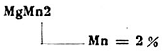 MgMn2
Mn = 2 %